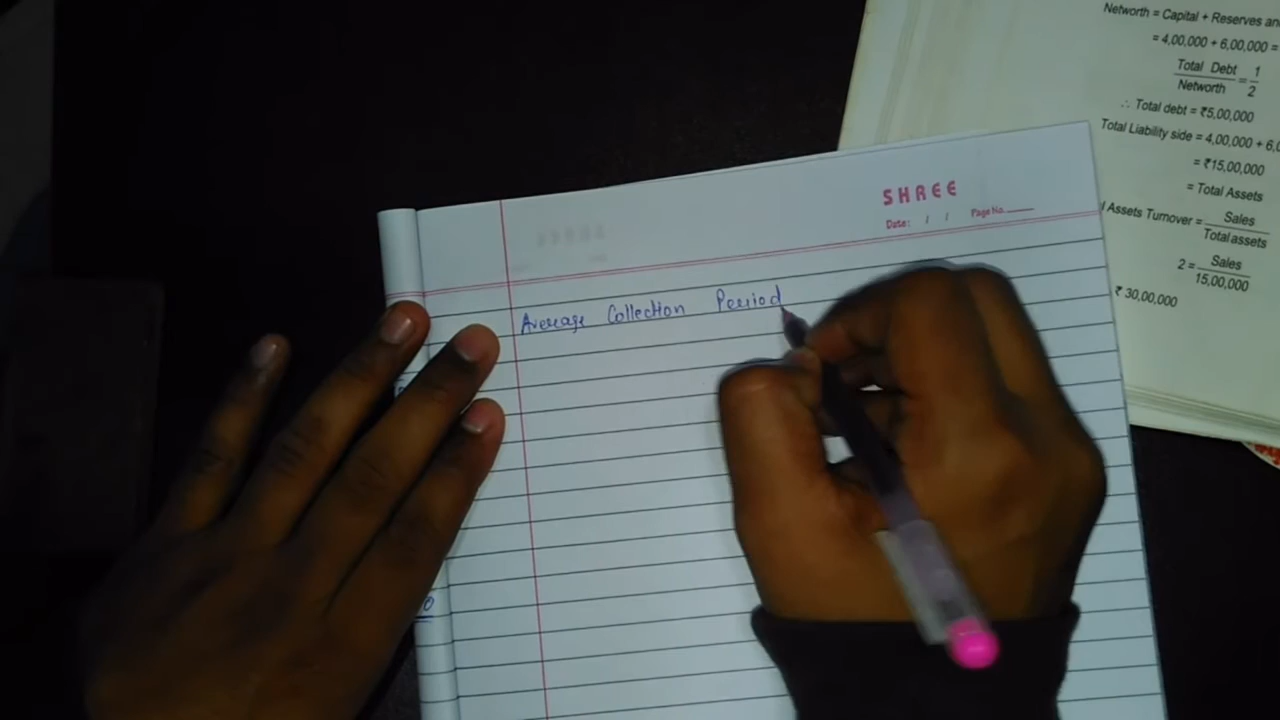 SHREE
Date: / / Page No.
Average Collection Period
Networth = Capital + Reserves an
= 4,00,000 + 6,00,000 =
Total Debt / Networth = 1/2
∴ Total debt = ₹5,00,000
Total Liability side = 4,00,000 + 6,0
= ₹15,00,000
= Total Assets
l Assets Turnover = Sales / Total assets
2 = Sales / 15,00,000
₹ 30,00,000